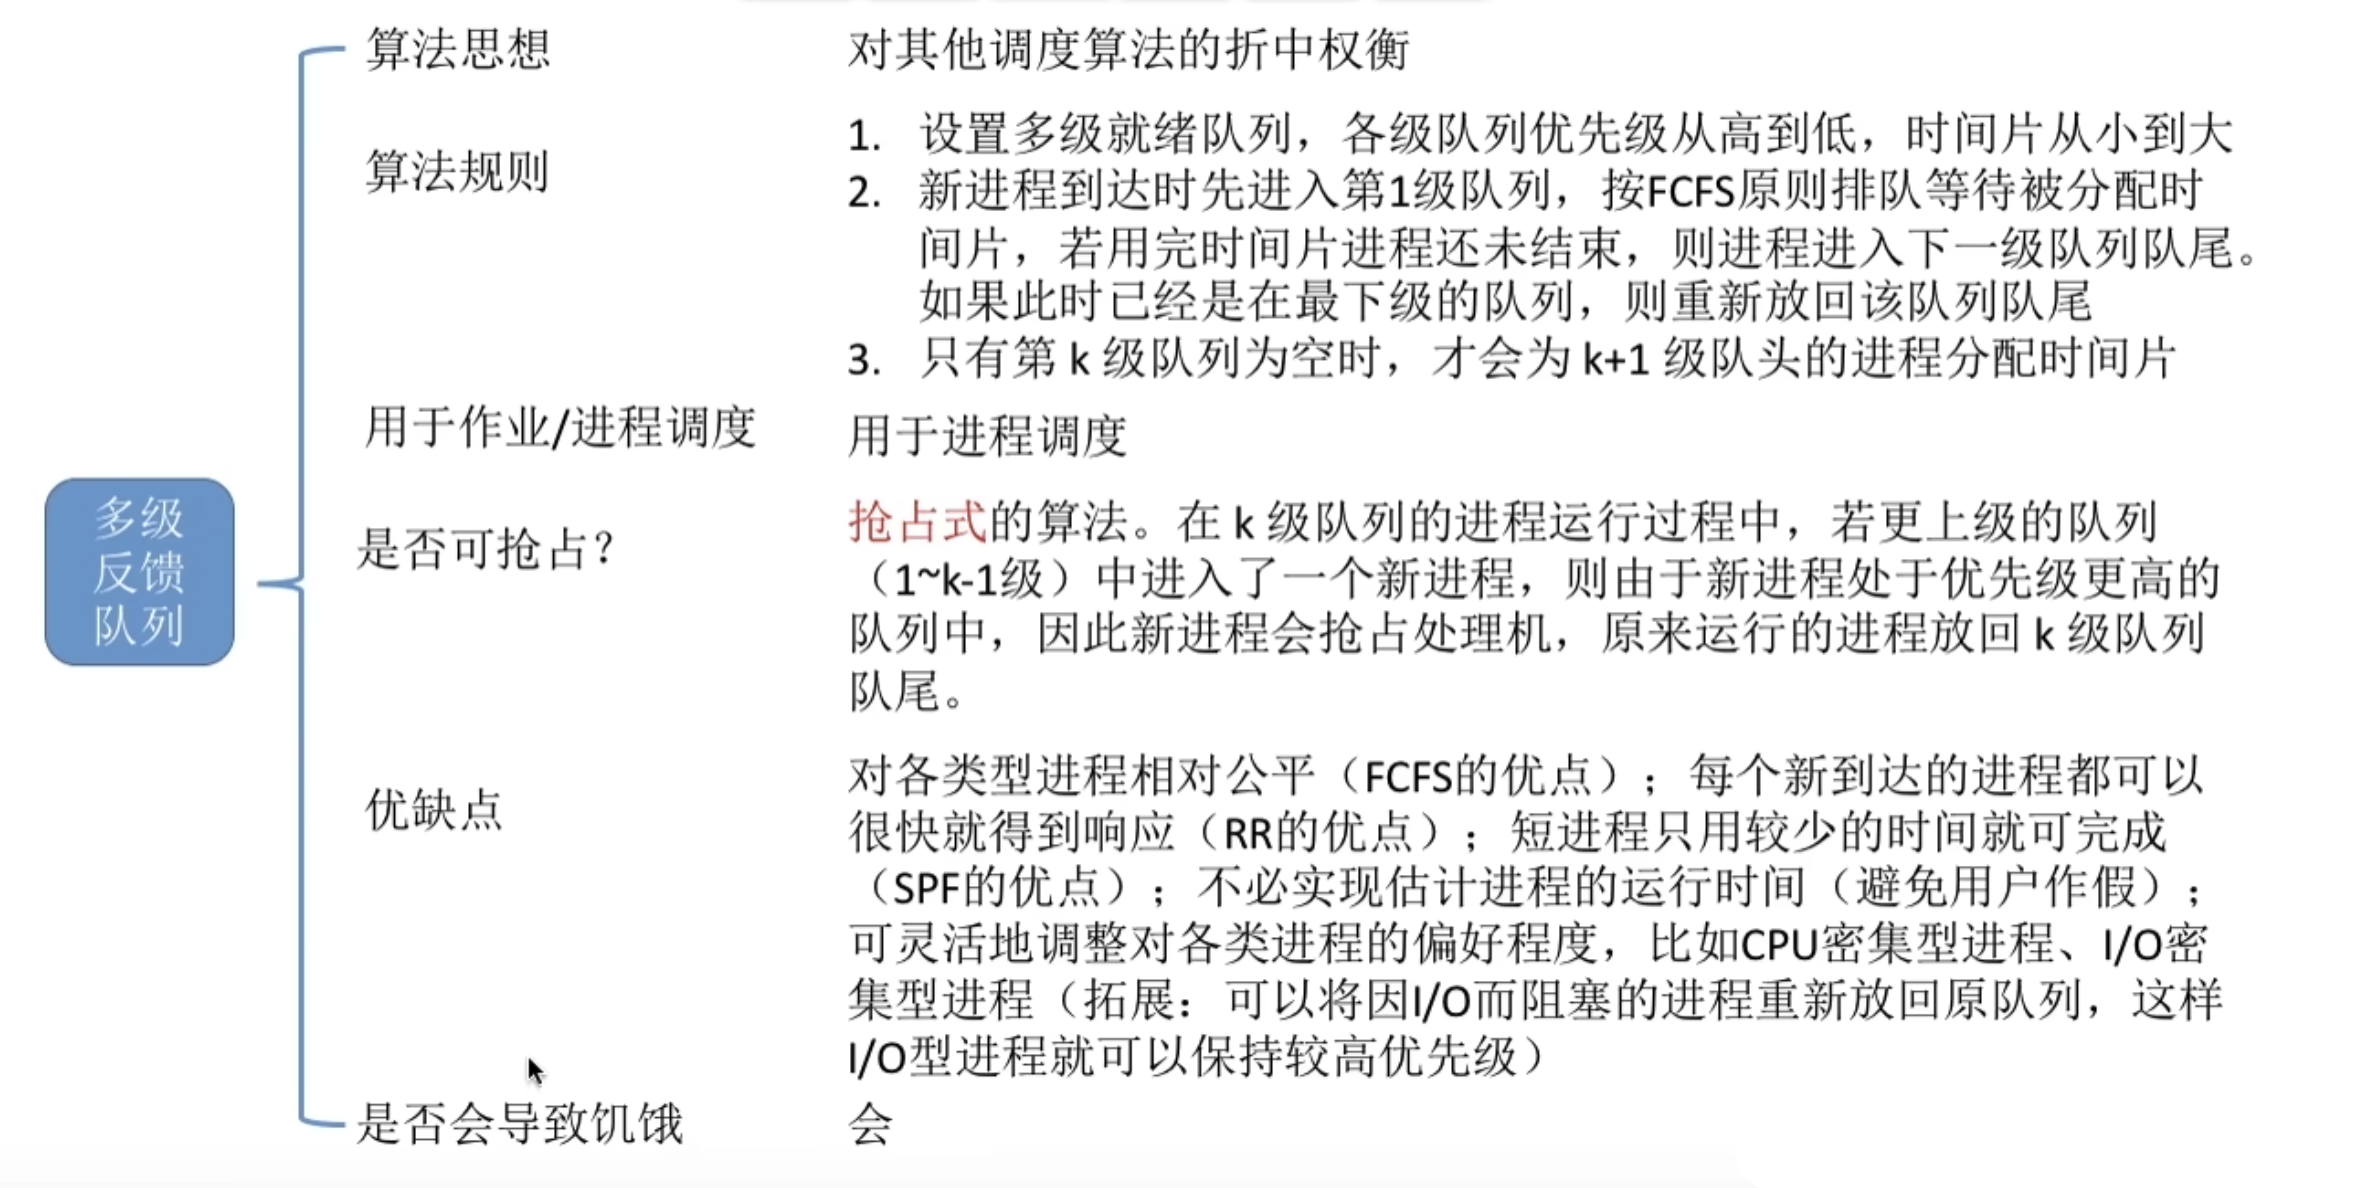 算法思想
对其他调度算法的折中权衡
算法规则
1. 设置多级就绪队列，各级队列优先级从高到低，时间片从小到大
2. 新进程到达时先进入第1级队列，按FCFS原则排队等待被分配时
间片，若用完时间片进程还未结束，则进程进入下一级队列队尾。
如果此时已经是在最下级的队列，则重新放回该队列队尾
3. 只有第 k 级队列为空时，才会为 k+1 级队头的进程分配时间片
用于作业/进程调度
用于进程调度
多级
反馈
队列
是否可抢占？
抢占式的算法。在 k 级队列的进程运行过程中，若更上级的队列
（1~k-1级）中进入了一个新进程，则由于新进程处于优先级更高的
队列中，因此新进程会抢占处理机，原来运行的进程放回 k 级队列
队尾。
优缺点
对各类型进程相对公平（FCFS的优点）；每个新到达的进程都可以
很快就得到响应（RR的优点）；短进程只用较少的时间就可完成
（SPF的优点）；不必实现估计进程的运行时间（避免用户作假）；
可灵活地调整对各类进程的偏好程度，比如CPU密集型进程、I/O密
集型进程（拓展：可以将因I/O而阻塞的进程重新放回原队列，这样
I/O型进程就可以保持较高优先级）
是否会导致饥饿
会